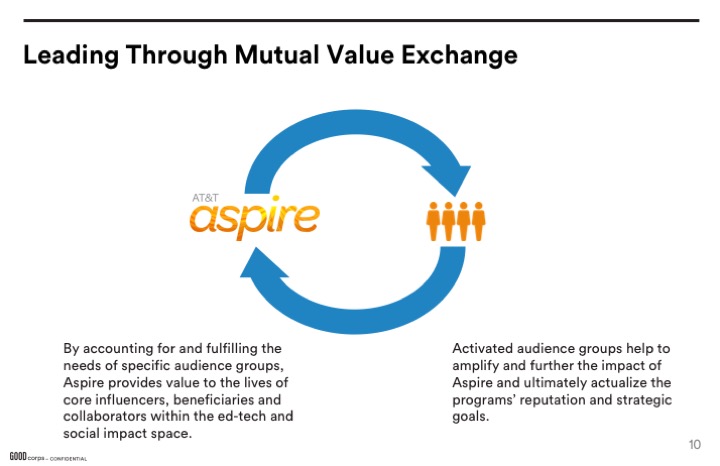 Leading Through Mutual Value Exchange
AT&T
aspire
By accounting for and fulfilling the
needs of specific audience groups,
Aspire provides value to the lives of
core influencers, beneficiaries and
collaborators within the ed-tech and
social impact space.
Activated audience groups help to
amplify and further the impact of
Aspire and ultimately actualize the
programs’ reputation and strategic
goals.
10
GOOD corps - CONFIDENTIAL